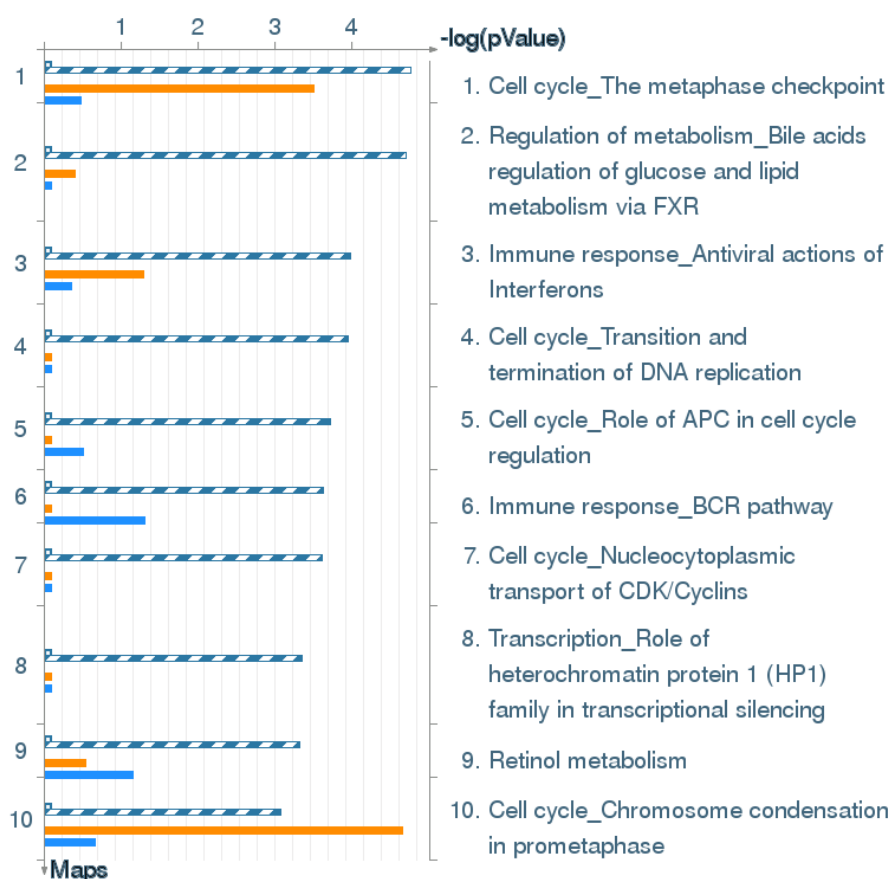 1 2 3 4
-log(pValue)
1
2
3
4
5
6
7
8
9
10
Maps
1. Cell cycle_The metaphase checkpoint
2. Regulation of metabolism_Bile acids
regulation of glucose and lipid
metabolism via FXR
3. Immune response_Antiviral actions of
Interferons
4. Cell cycle_Transition and
termination of DNA replication
5. Cell cycle_Role of APC in cell cycle
regulation
6. Immune response_BCR pathway
7. Cell cycle_Nucleocytoplasmic
transport of CDK/Cyclins
8. Transcription_Role of
heterochromatin protein 1 (HP1)
family in transcriptional silencing
9. Retinol metabolism
10. Cell cycle_Chromosome condensation
in prometaphase